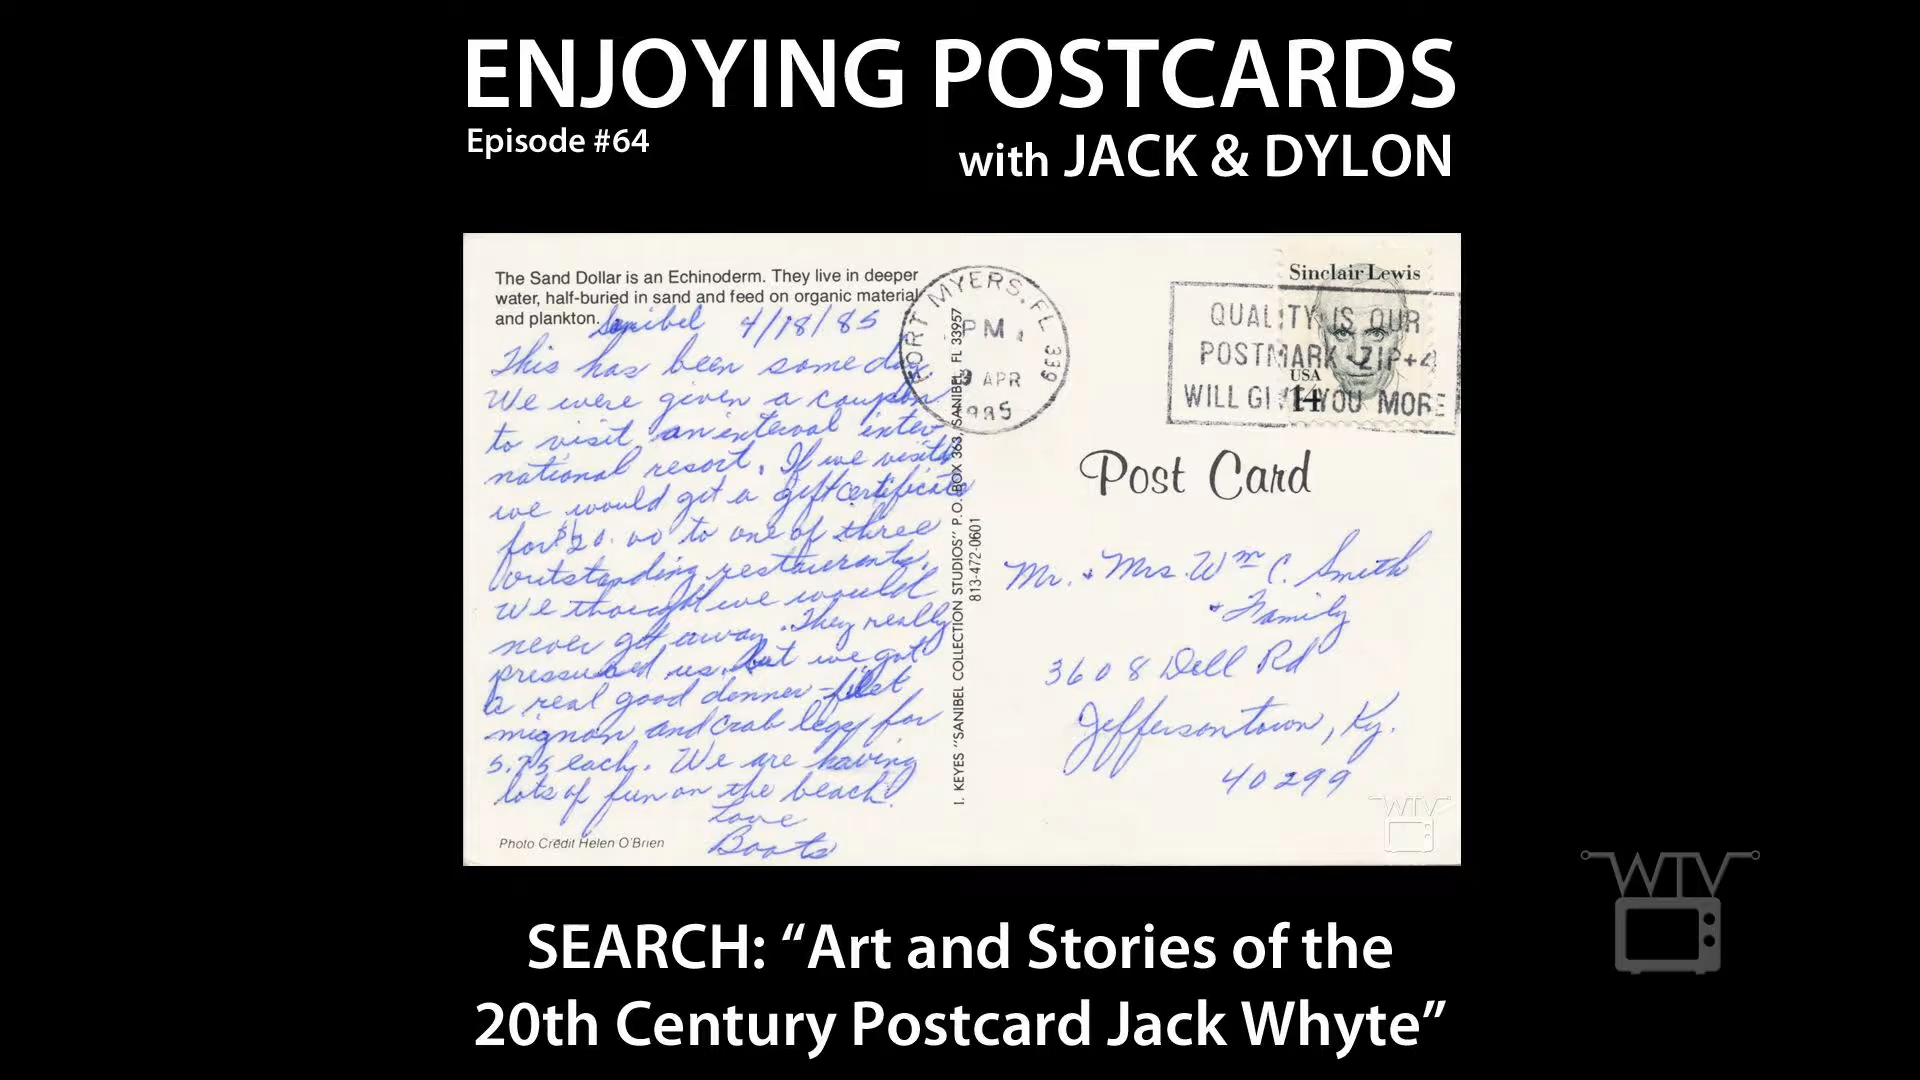 ENJOYING POSTCARDS
Episode #64
with JACK & DYLON
The Sand Dollar is an Echinoderm. They live in deeper
water, half-buried in sand and feed on organic material
and plankton.
Sanibel 4/18/85
This has been some day
We were given a coupon
to visit an interval inter
national resort. If we visited
we would get a gift certificate
for $20.00 to one of three
outstanding restaurants.
We thought we would
never get away. They really
pressured us. But we got
a real good dinner - filet
mignon and crab legs for
5.75 each. We are having
lots of fun on the beach.
Love
Boots
Photo Credit Helen O'Brien
I. KEYES "SANIBEL COLLECTION STUDIOS" P.O. BOX 363, SANIBEL, FL 33957
813-472-0601
FORT MYERS, FL 339
PM
APR
1985
Sinclair Lewis
USA
14
QUALITY IS OUR
POSTMARK ZIP+4
WILL GIVE YOU MORE
Post Card
Mr. + Mrs. Wm C. Smith
+ Family
3608 Dell Rd
Jeffersontown, Ky.
40299
WTV
WTV
SEARCH: “Art and Stories of the
20th Century Postcard Jack Whyte”